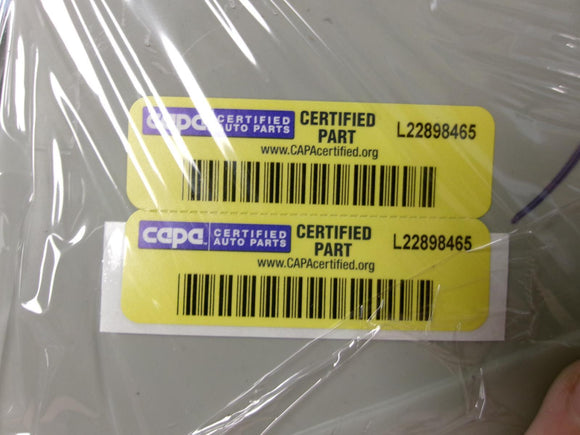 capa CERTIFIED AUTO PARTS CERTIFIED PART L22898465
www.CAPAcertified.org
capa™ CERTIFIED AUTO PARTS CERTIFIED PART L22898465
www.CAPAcertified.org